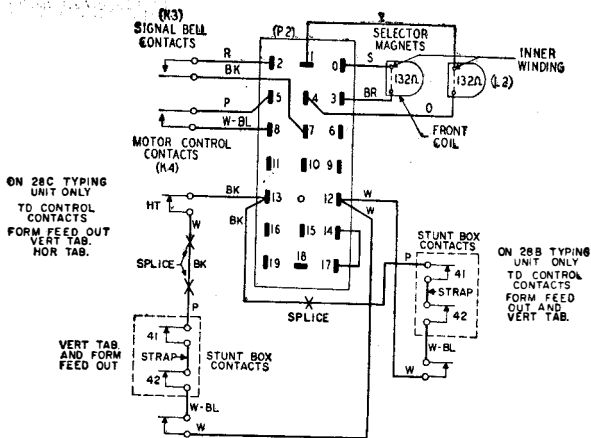 (K3)
SIGNAL BELL
CONTACTS
(P2)
SELECTOR
MAGNETS
INNER
WINDING
R
BK
2
1
0
S
132Ω
132Ω
(L2)
P
5
4
3
BR
O
W-BL
8
7
6
FRONT
COIL
MOTOR CONTROL
CONTACTS
(K4)
11
10
9
ON 28C TYPING
UNIT ONLY
TD CONTROL
CONTACTS
FORM FEED OUT
VERT TAB.
HOR TAB.
HT
BK
BK
13
12
W
W
W
16
15
14
SPLICE
BK
19
18
17
STUNT BOX
CONTACTS
P
41
STRAP
42
ON 28B TYPING
UNIT ONLY
TD CONTROL
CONTACTS
FORM FEED
OUT AND
VERT TAB.
P
SPLICE
W-BL
W
VERT TAB.
AND FORM
FEED OUT
41
STRAP
42
STUNT BOX
CONTACTS
W-BL
W